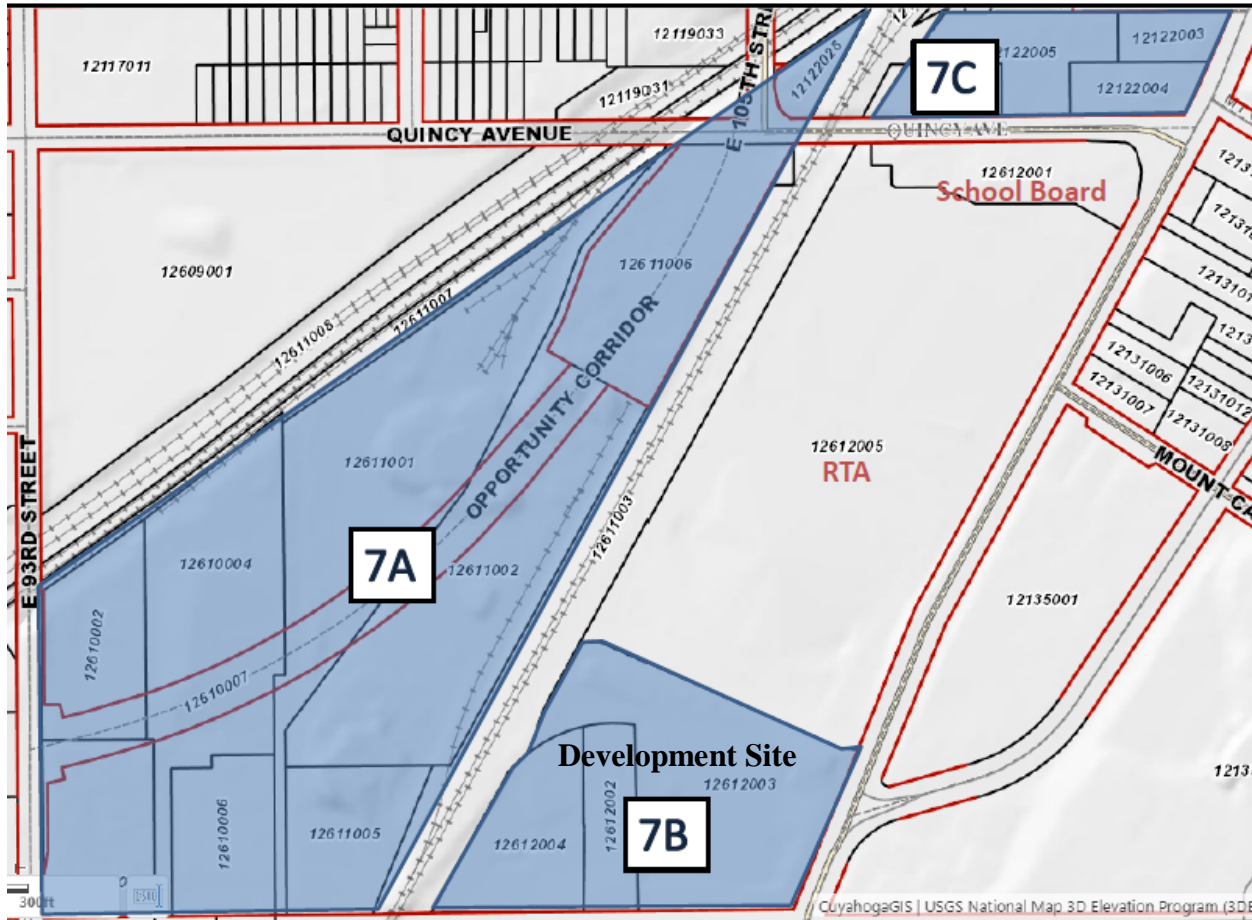 12117011
12119033
12119031
E 105TH STR
12122026
7C
12122005
12122003
12122004
QUINCY AVENUE
QUINCY AVE
12612001
School Board
12609001
12611008
12611007
12611006
OPPORTUNITY CORRIDOR
12131006
12131007
12131012
12131008
MOUNT CA
12611001
12612005
RTA
12611003
E 93RD STREET
12610004
7A
12611002
12135001
12610002
12610007
Development Site
12612003
12612002
7B
12612004
12611005
12610006
300ft
CuyahogaGIS | USGS National Map 3D Elevation Program (3DE